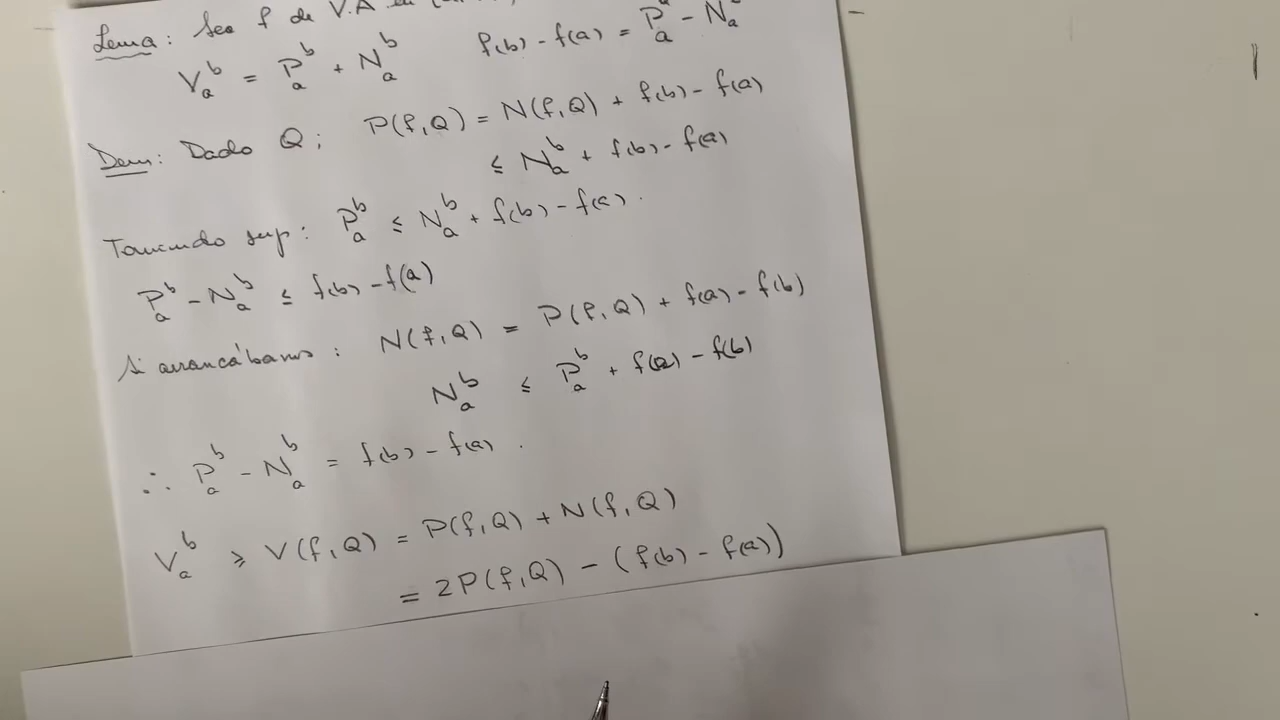 Lema: Sea f de V.A en
V_a^b = P_a^b + N_a^b    f(b) - f(a) = P_a - N_a
Dem: Dado Q; P(f,Q) = N(f,Q) + f(b) - f(a)
≤ N_a^b + f(b) - f(a)
Tomando sup: P_a^b ≤ N_a^b + f(b) - f(a).
P_a^b - N_a^b ≤ f(b) - f(a)
Si arrancábamos: N(f,Q) = P(f,Q) + f(a) - f(b)
N_a^b ≤ P_a^b + f(a) - f(b)
∴ P_a^b - N_a^b = f(b) - f(a).
V_a^b ≥ V(f,Q) = P(f,Q) + N(f,Q)
= 2P(f,Q) - (f(b) - f(a))